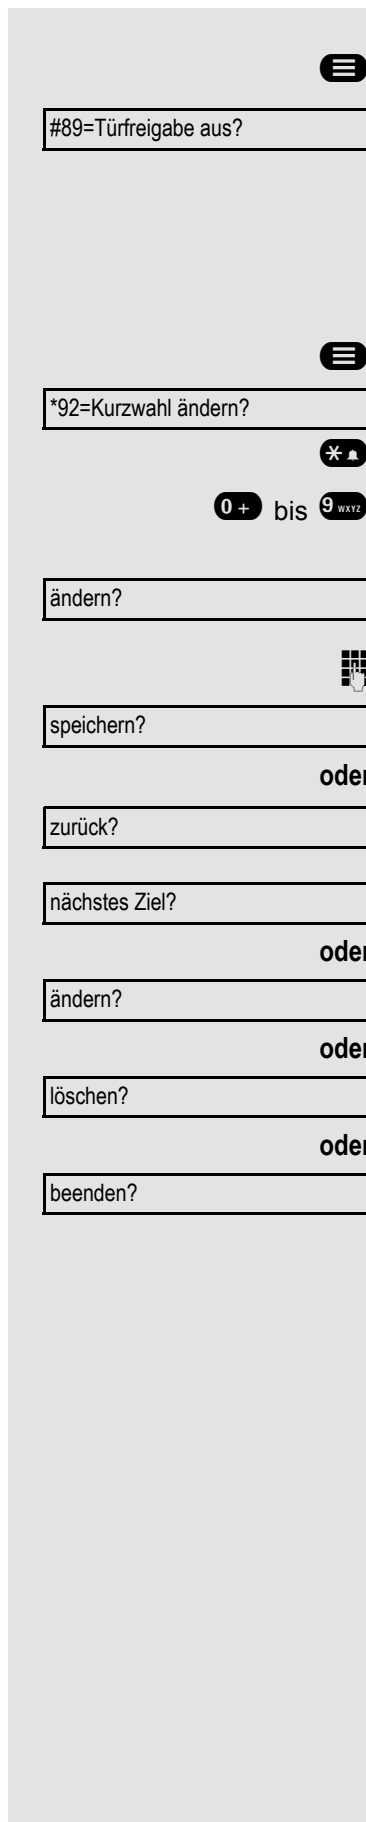 #89=Türfreigabe aus?
*92=Kurzwahl ändern?
0 + bis 9 WXYZ
ändern?
speichern?
oder
zurück?
nächstes Ziel?
oder
ändern?
oder
löschen?
oder
beenden?